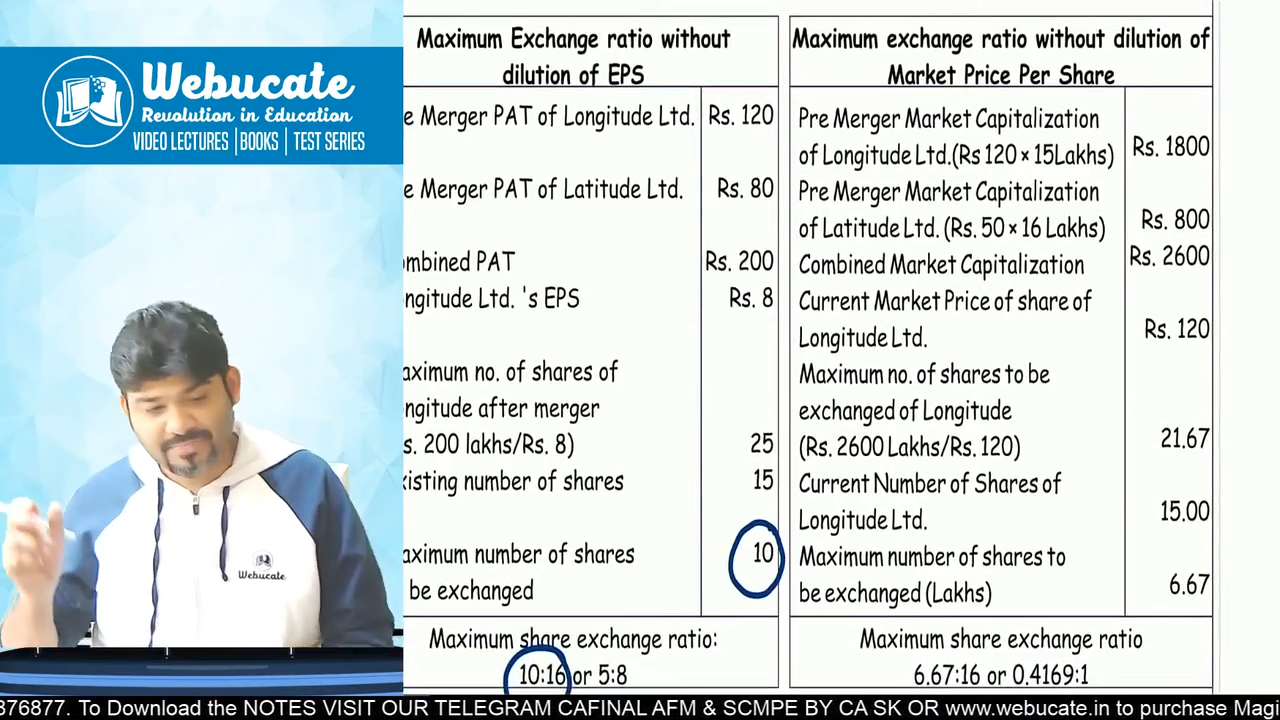 Webucate
Revolution in Education
VIDEO LECTURES | BOOKS | TEST SERIES
Webucate
Maximum Exchange ratio without
dilution of EPS
e Merger PAT of Longitude Ltd. Rs. 120
e Merger PAT of Latitude Ltd. Rs. 80
ombined PAT Rs. 200
ngitude Ltd. 's EPS Rs. 8
aximum no. of shares of
ngitude after merger
s. 200 lakhs/Rs. 8) 25
xisting number of shares 15
aximum number of shares 10
be exchanged
Maximum share exchange ratio:
10:16 or 5:8
Maximum exchange ratio without dilution of
Market Price Per Share
Pre Merger Market Capitalization
of Longitude Ltd.(Rs 120 × 15Lakhs) Rs. 1800
Pre Merger Market Capitalization
of Latitude Ltd. (Rs. 50 × 16 Lakhs) Rs. 800
Combined Market Capitalization Rs. 2600
Current Market Price of share of
Longitude Ltd. Rs. 120
Maximum no. of shares to be
exchanged of Longitude
(Rs. 2600 Lakhs/Rs. 120) 21.67
Current Number of Shares of
Longitude Ltd. 15.00
Maximum number of shares to
be exchanged (Lakhs) 6.67
Maximum share exchange ratio
6.67:16 or 0.4169:1
376877. To Download the NOTES VISIT OUR TELEGRAM CAFINAL AFM & SCMPE BY CA SK OR www.webucate.in to purchase Magi